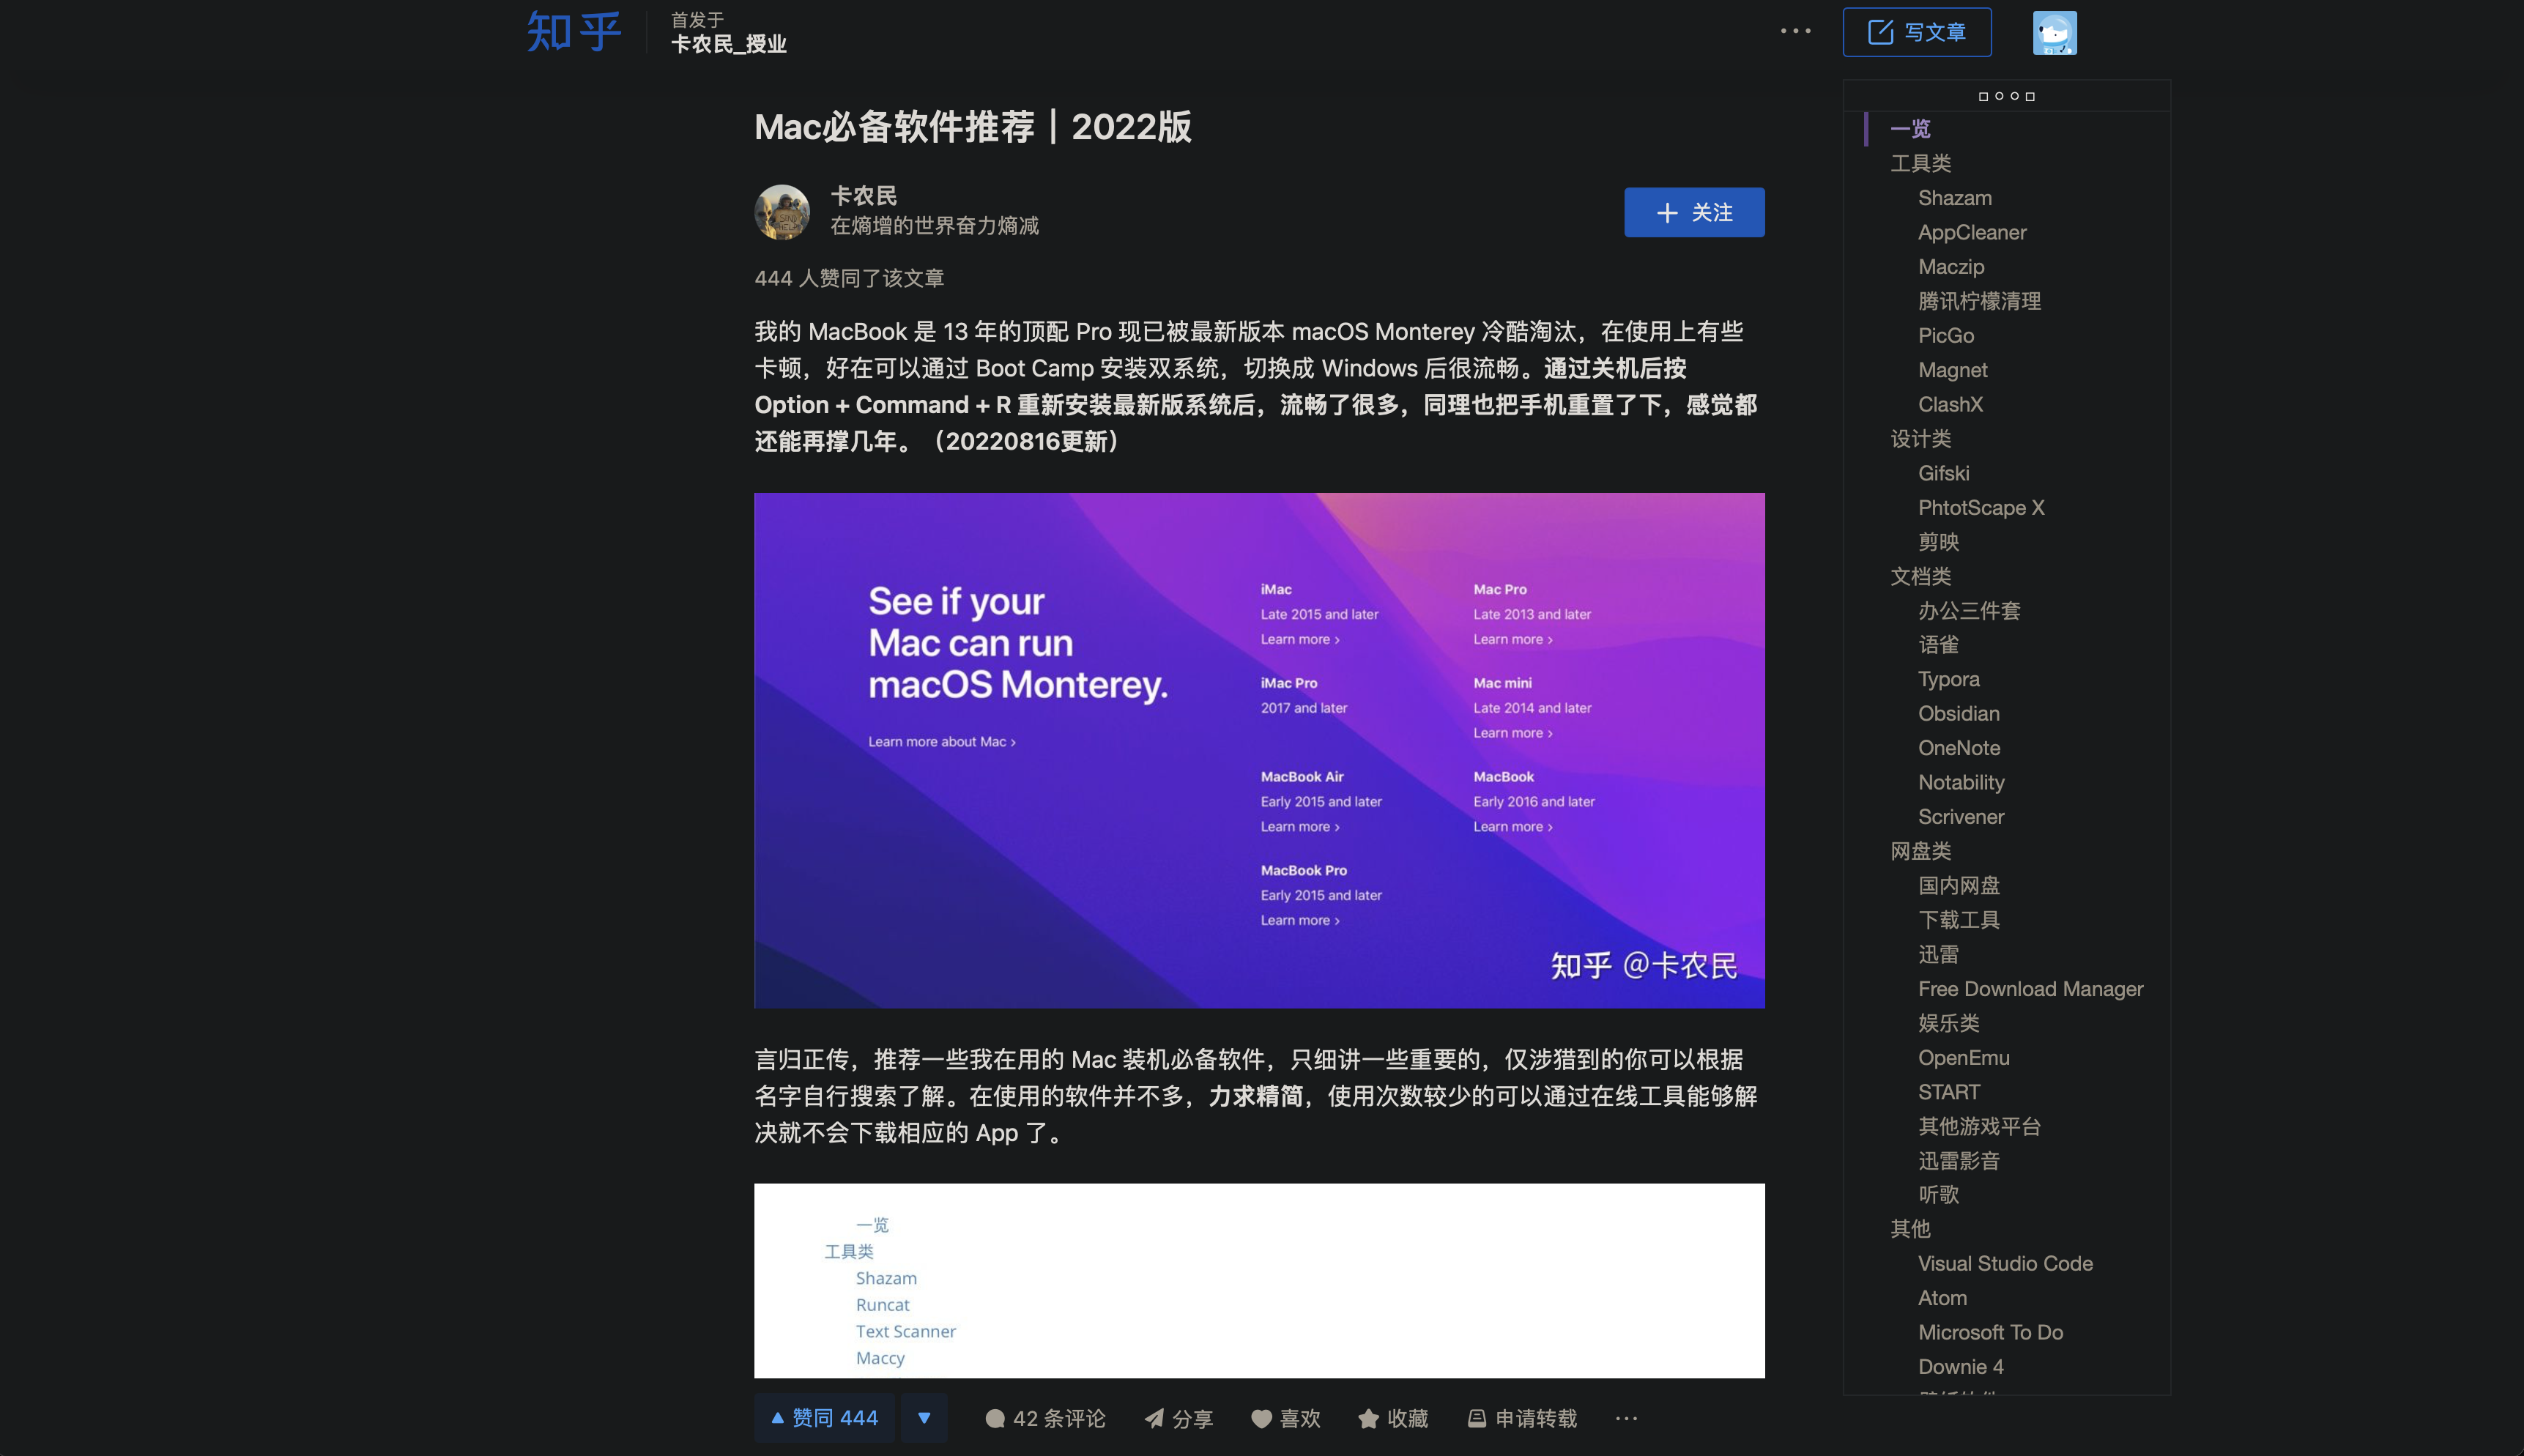 知乎
首发于
卡农民_授业
写文章
Mac必备软件推荐｜2022版
卡农民
在熵增的世界奋力熵减
关注
444 人赞同了该文章
我的 MacBook 是 13 年的顶配 Pro 现已被最新版本 macOS Monterey 冷酷淘汰，在使用上有些
卡顿，好在可以通过 Boot Camp 安装双系统，切换成 Windows 后很流畅。通过关机后按
Option + Command + R 重新安装最新版系统后，流畅了很多，同理也把手机重置了下，感觉都
还能再撑几年。（20220816更新）
See if your
Mac can run
macOS Monterey.
Learn more about Mac ›
iMac
Late 2015 and later
Learn more ›
Mac Pro
Late 2013 and later
Learn more ›
iMac Pro
2017 and later
Mac mini
Late 2014 and later
Learn more ›
MacBook Air
Early 2015 and later
Learn more ›
MacBook
Early 2016 and later
Learn more ›
MacBook Pro
Early 2015 and later
Learn more ›
知乎 @卡农民
言归正传，推荐一些我在用的 Mac 装机必备软件，只细讲一些重要的，仅涉猎到的你可以根据
名字自行搜索了解。在使用的软件并不多，力求精简，使用次数较少的可以通过在线工具能够解
决就不会下载相应的 App 了。
一览
工具类
Shazam
Runcat
Text Scanner
Maccy
赞同 444
42 条评论
分享
喜欢
收藏
申请转载
一览
工具类
Shazam
AppCleaner
Maczip
腾讯柠檬清理
PicGo
Magnet
ClashX
设计类
Gifski
PhtotScape X
剪映
文档类
办公三件套
语雀
Typora
Obsidian
OneNote
Notability
Scrivener
网盘类
国内网盘
下载工具
迅雷
Free Download Manager
娱乐类
OpenEmu
START
其他游戏平台
迅雷影音
听歌
其他
Visual Studio Code
Atom
Microsoft To Do
Downie 4